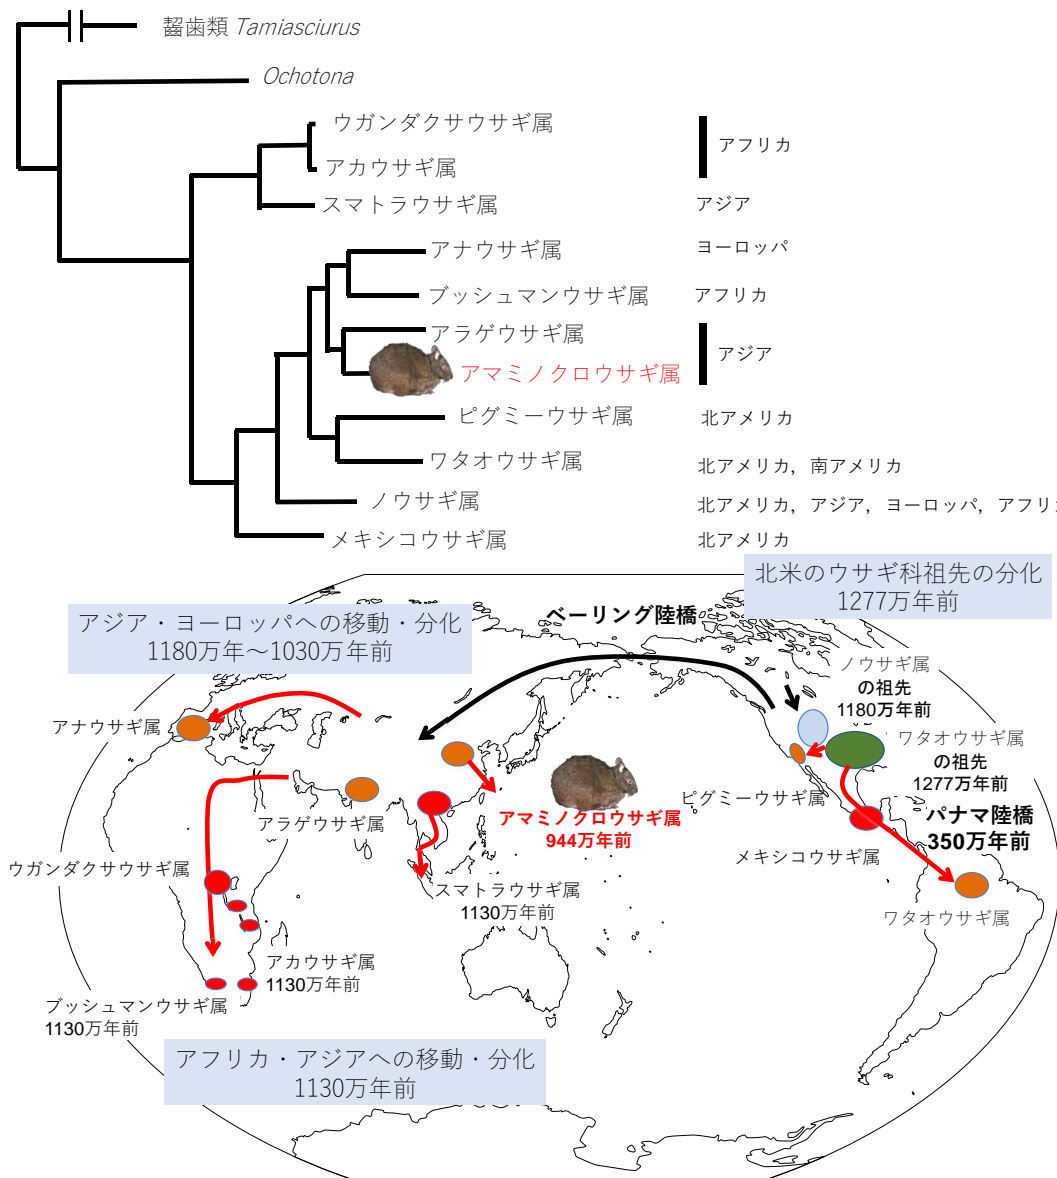 齧歯類 Tamiasciurus
Ochotona
ウガンダクサウサギ属
アフリカ
アカウサギ属
スマトラウサギ属
アジア
アナウサギ属
ヨーロッパ
ブッシュマンウサギ属
アフリカ
アラゲウサギ属
アジア
アマミノクロウサギ属
ピグミーウサギ属
北アメリカ
ワタオウサギ属
北アメリカ，南アメリカ
ノウサギ属
北アメリカ，アジア，ヨーロッパ，アフリカ
メキシコウサギ属
北アメリカ
北米のウサギ科祖先の分化
1277万年前
アジア・ヨーロッパへの移動・分化
1180万年～1030万年前
ベーリング陸橋
ノウサギ属
の祖先
1180万年前
アナウサギ属
ワタオウサギ属
の祖先
1277万年前
ピグミーウサギ属
アラゲウサギ属
アマミノクロウサギ属
944万年前
パナマ陸橋
350万年前
メキシコウサギ属
ウガンダクサウサギ属
スマトラウサギ属
1130万年前
ワタオウサギ属
アカウサギ属
1130万年前
ブッシュマンウサギ属
1130万年前
アフリカ・アジアへの移動・分化
1130万年前